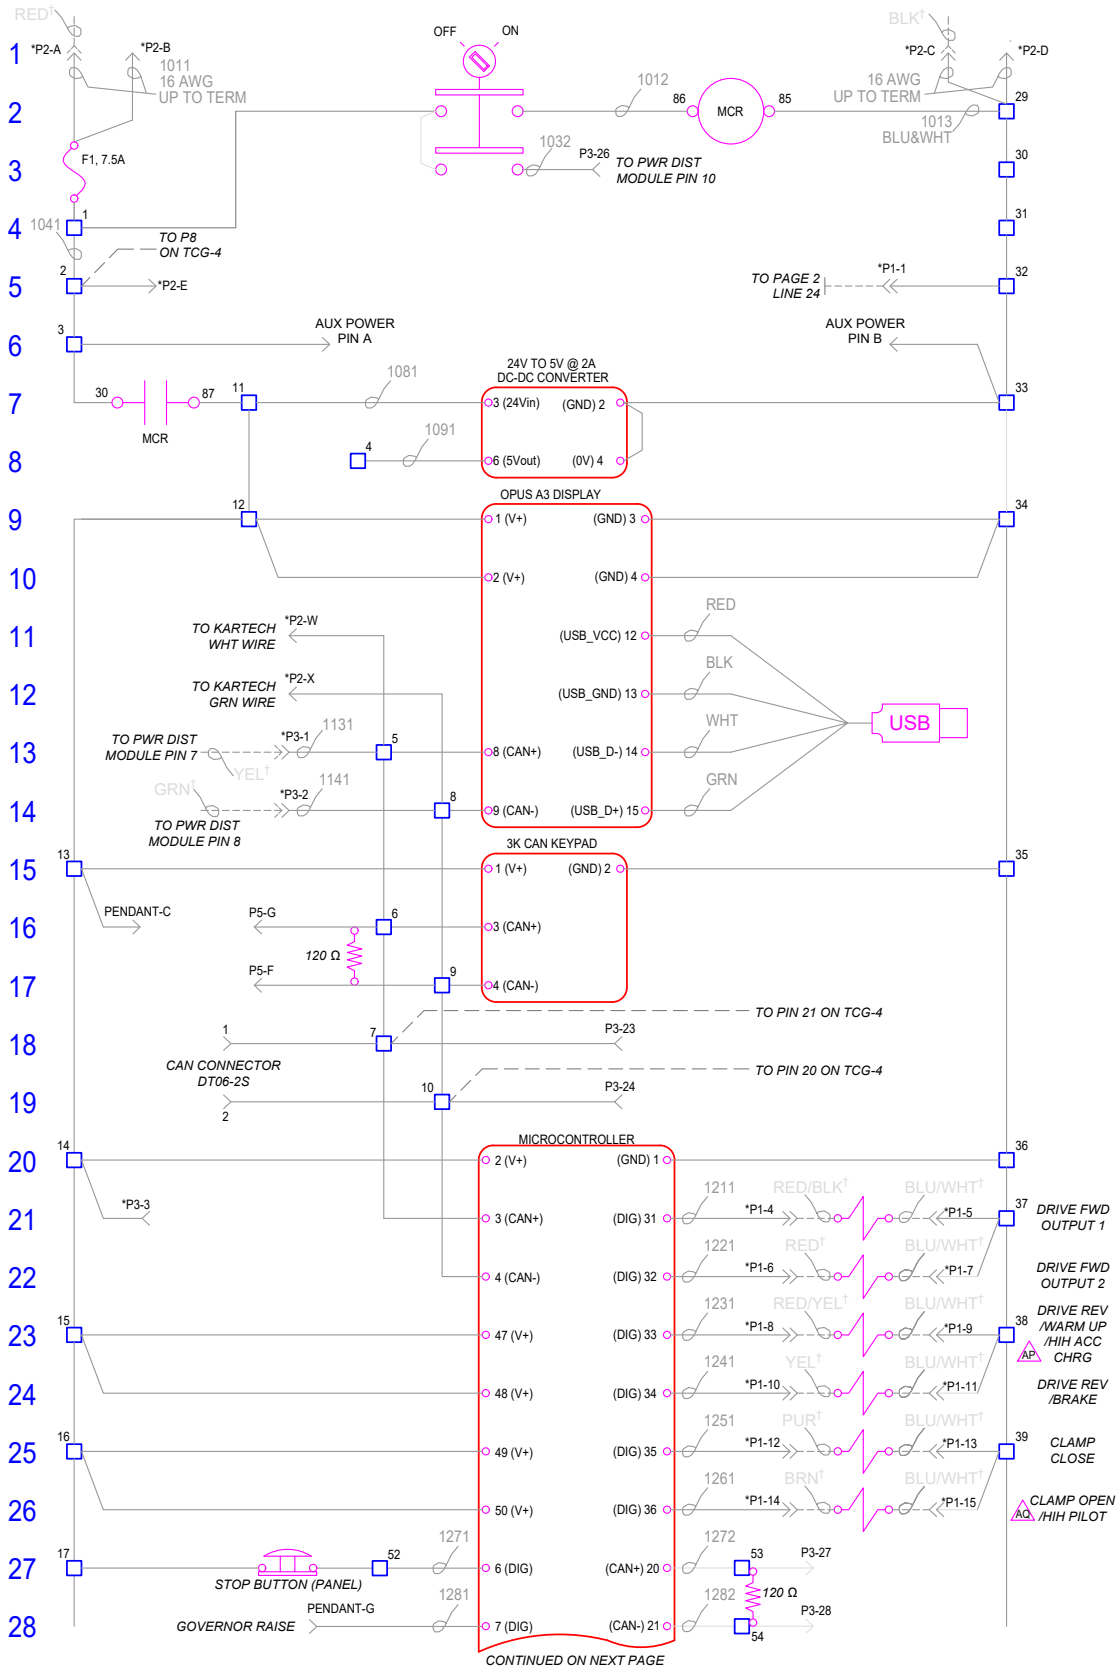 RED†
BLK†
OFF
ON
1
*P2-A
*P2-B
*P2-C
*P2-D
1011
16 AWG
UP TO TERM
1012
16 AWG
UP TO TERM
29
2
86
MCR
85
1013
BLU&WHT
F1, 7.5A
1032
P3-26
TO PWR DIST
MODULE PIN 10
30
3
1
31
4
1041
TO P8
ON TCG-4
2
*P2-E
TO PAGE 2
LINE 24
*P1-1
32
5
3
AUX POWER
PIN A
AUX POWER
PIN B
6
24V TO 5V @ 2A
DC-DC CONVERTER
30
87
MCR
11
1081
3 (24Vin)
(GND) 2
33
7
4
1091
6 (5Vout)
(0V) 4
8
OPUS A3 DISPLAY
12
1 (V+)
(GND) 3
34
9
2 (V+)
(GND) 4
10
TO KARTECH
WHT WIRE
*P2-W
(USB_VCC) 12
RED
11
TO KARTECH
GRN WIRE
*P2-X
(USB_GND) 13
BLK
12
USB
TO PWR DIST
MODULE PIN 7
*P3-1
1131
YEL†
5
8 (CAN+)
(USB_D-) 14
WHT
13
GRN†
*P3-2
1141
TO PWR DIST
MODULE PIN 8
8
9 (CAN-)
(USB_D+) 15
GRN
14
3K CAN KEYPAD
13
1 (V+)
(GND) 2
35
15
PENDANT-C
P5-G
6
3 (CAN+)
16
120 Ω
P5-F
9
4 (CAN-)
17
TO PIN 21 ON TCG-4
1
7
P3-23
18
CAN CONNECTOR
DT06-2S
TO PIN 20 ON TCG-4
2
10
P3-24
19
MICROCONTROLLER
14
2 (V+)
(GND) 1
36
20
*P3-3
3 (CAN+)
(DIG) 31
1211
*P1-4
RED/BLK†
BLU/WHT†
*P1-5
37
DRIVE FWD
OUTPUT 1
21
4 (CAN-)
(DIG) 32
1221
*P1-6
RED†
BLU/WHT†
*P1-7
DRIVE FWD
OUTPUT 2
22
15
47 (V+)
(DIG) 33
1231
*P1-8
RED/YEL†
BLU/WHT†
*P1-9
38
DRIVE REV
/WARM UP
/HIH ACC
CHRG
AP
23
48 (V+)
(DIG) 34
1241
*P1-10
YEL†
BLU/WHT†
*P1-11
DRIVE REV
/BRAKE
24
16
49 (V+)
(DIG) 35
1251
*P1-12
PUR†
BLU/WHT†
*P1-13
39
CLAMP
CLOSE
25
50 (V+)
(DIG) 36
1261
*P1-14
BRN†
BLU/WHT†
*P1-15
AQ
CLAMP OPEN
/HIH PILOT
26
17
STOP BUTTON (PANEL)
52
1271
6 (DIG)
(CAN+) 20
1272
53
P3-27
27
120 Ω
GOVERNOR RAISE
PENDANT-G
1281
7 (DIG)
(CAN-) 21
1282
54
P3-28
28
CONTINUED ON NEXT PAGE